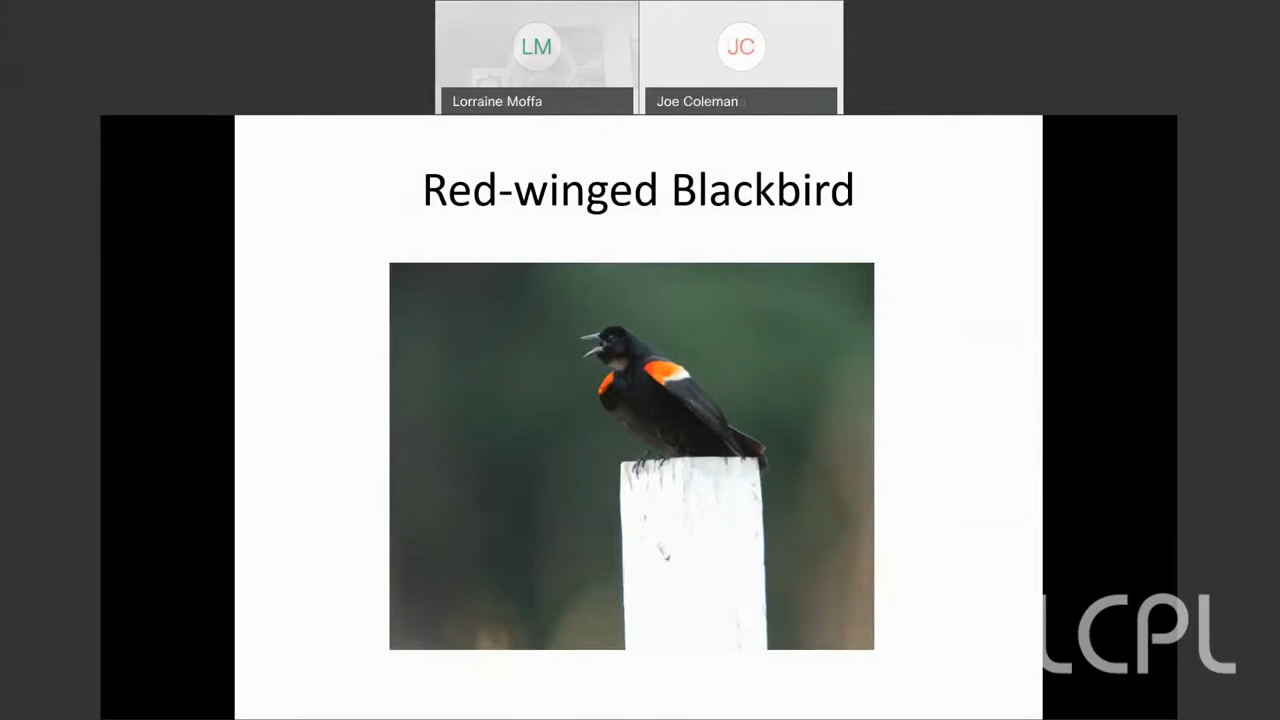 LM
JC
Lorraine Moffa
Joe Coleman
Red-winged Blackbird
LCPL